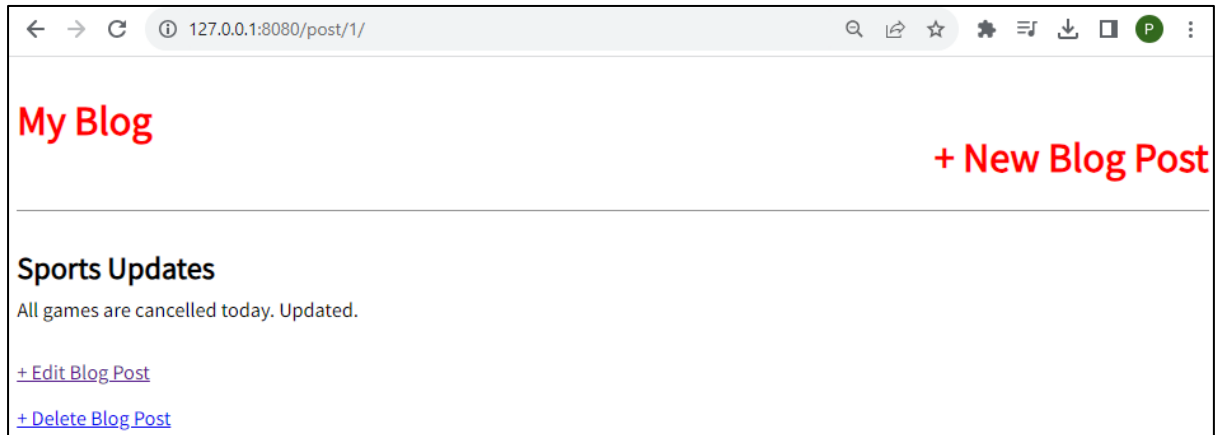 127.0.0.1:8080/post/1/
P
My Blog
+ New Blog Post
Sports Updates
All games are cancelled today. Updated.
+ Edit Blog Post
+ Delete Blog Post